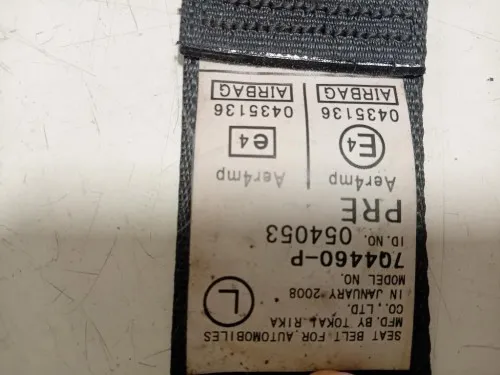 SEAT BELT FOR AUTOMOBILES
MFD. BY TOKAI RIKA
CO., LTD.
IN JANUARY 2008
L
MODEL NO.
7Q4460-P
ID. NO. 054053
PRE
Aer4mp Aer4mp
E4 e4
0435136 0435136
AIRBAG AIRBAG